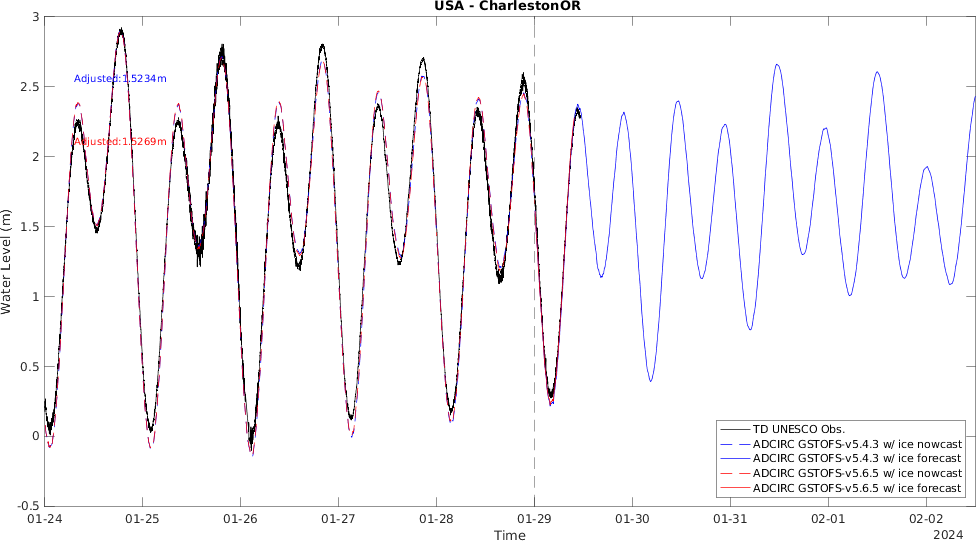 USA - CharlestonOR
3
2.5
2
1.5
1
0.5
0
-0.5
Water Level (m)
Adjusted:1.5234m
Adjusted:1.5269m
TD UNESCO Obs.
ADCIRC GSTOFS-v5.4.3 w/ ice nowcast
ADCIRC GSTOFS-v5.4.3 w/ ice forecast
ADCIRC GSTOFS-v5.6.5 w/ ice nowcast
ADCIRC GSTOFS-v5.6.5 w/ ice forecast
01-24 01-25 01-26 01-27 01-28 01-29 01-30 01-31 02-01 02-02
Time
2024